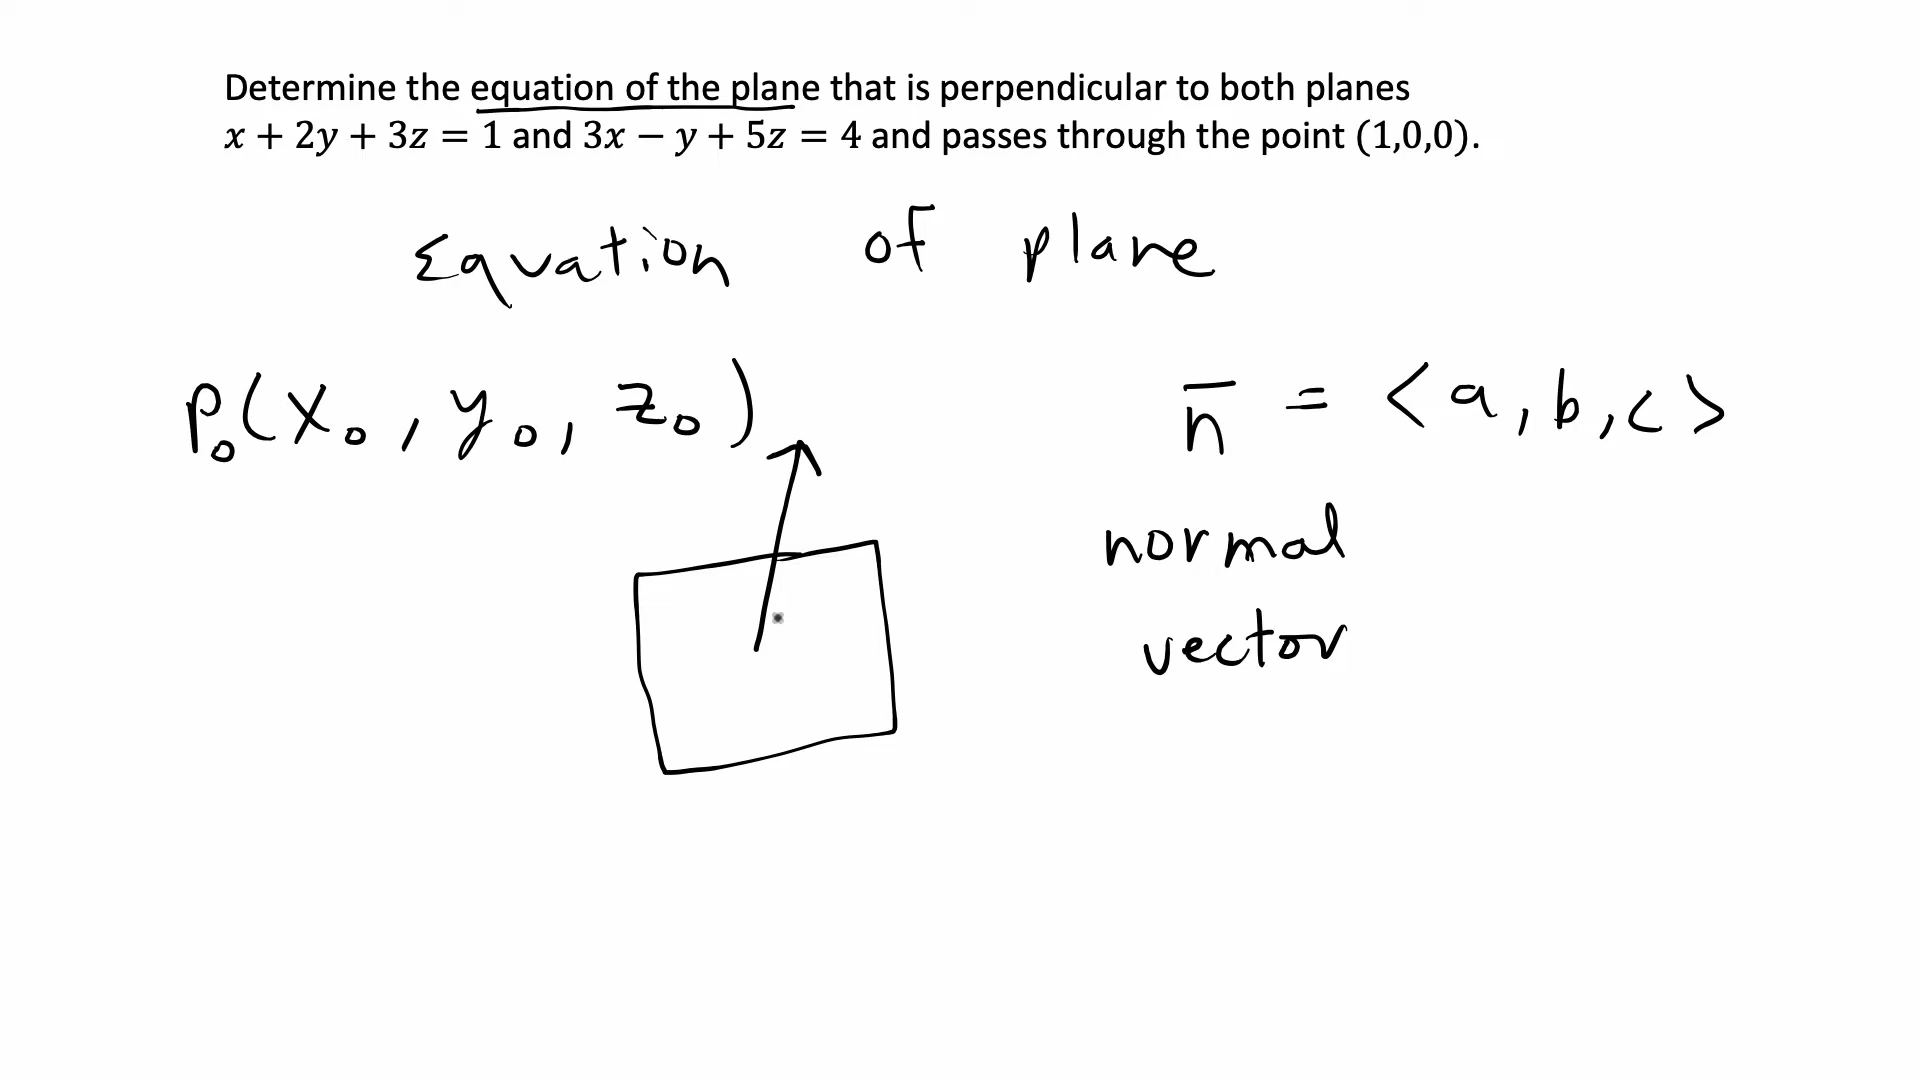 Determine the equation of the plane that is perpendicular to both planes
x + 2y + 3z = 1 and 3x − y + 5z = 4 and passes through the point (1,0,0).
Equation of plane
P₀(x₀, y₀, z₀)
n̅ = <a, b, c>
normal
vector